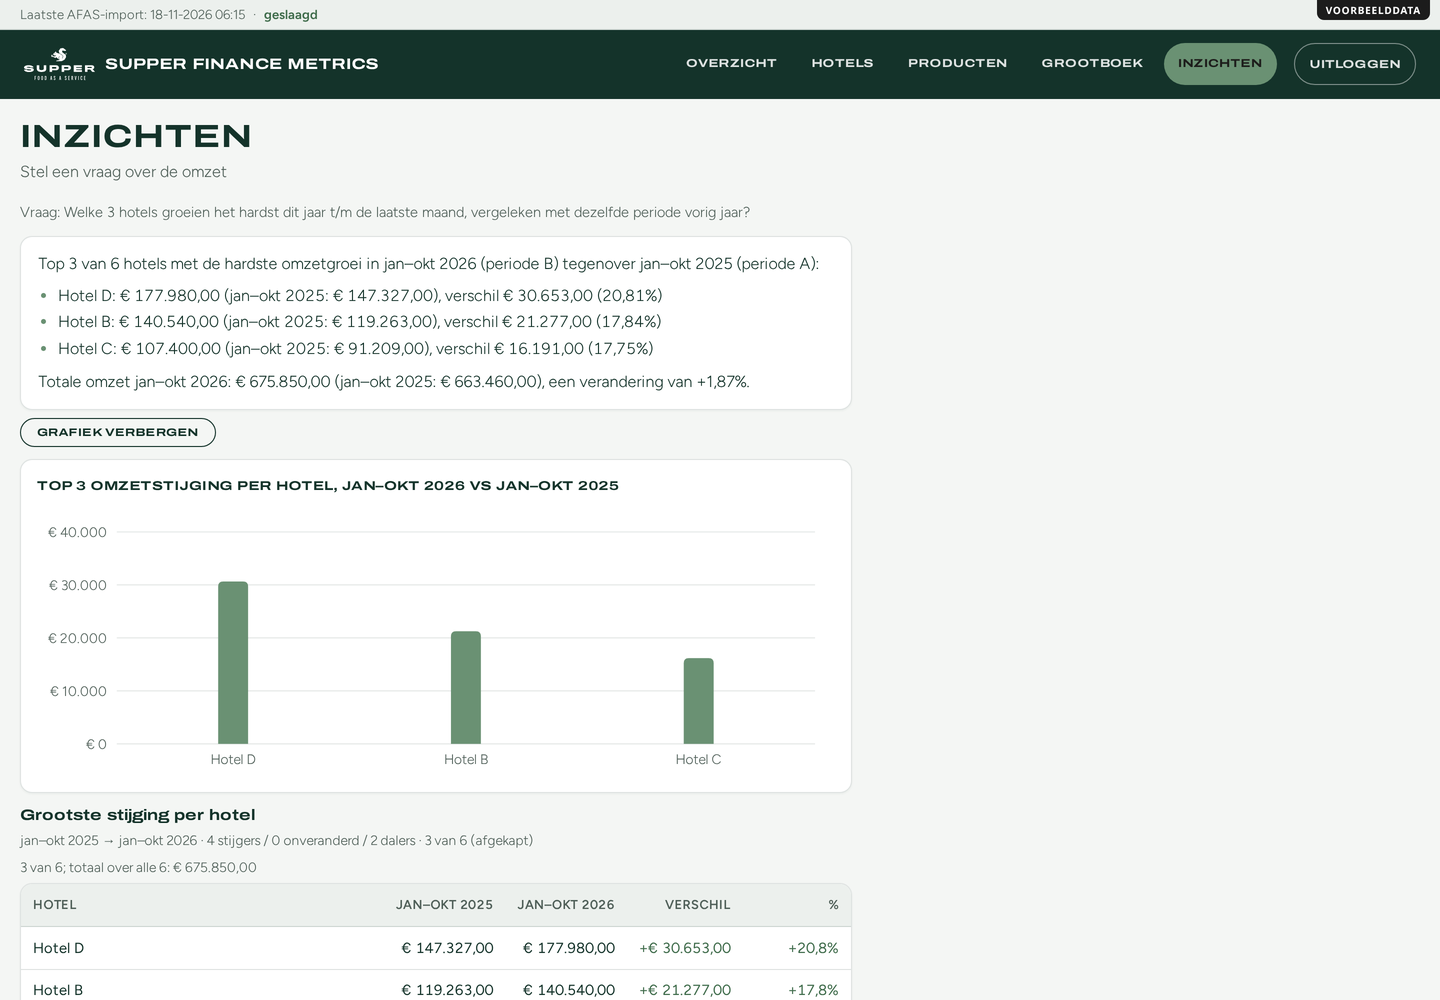 Laatste AFAS-import: 18-11-2026 06:15 · geslaagd
VOORBEELDDATA
SUPPER
FOOD AS A SERVICE
SUPPER FINANCE METRICS
OVERZICHT
HOTELS
PRODUCTEN
GROOTBOEK
INZICHTEN
UITLOGGEN
INZICHTEN
Stel een vraag over de omzet
Vraag: Welke 3 hotels groeien het hardst dit jaar t/m de laatste maand, vergeleken met dezelfde periode vorig jaar?
Top 3 van 6 hotels met de hardste omzetgroei in jan–okt 2026 (periode B) tegenover jan–okt 2025 (periode A):
• Hotel D: € 177.980,00 (jan–okt 2025: € 147.327,00), verschil € 30.653,00 (20,81%)
• Hotel B: € 140.540,00 (jan–okt 2025: € 119.263,00), verschil € 21.277,00 (17,84%)
• Hotel C: € 107.400,00 (jan–okt 2025: € 91.209,00), verschil € 16.191,00 (17,75%)
Totale omzet jan–okt 2026: € 675.850,00 (jan–okt 2025: € 663.460,00), een verandering van +1,87%.
GRAFIEK VERBERGEN
TOP 3 OMZETSTIJGING PER HOTEL, JAN–OKT 2026 VS JAN–OKT 2025
€ 40.000
€ 30.000
€ 20.000
€ 10.000
€ 0
Hotel D Hotel B Hotel C
Grootste stijging per hotel
jan–okt 2025 → jan–okt 2026 · 4 stijgers / 0 onveranderd / 2 dalers · 3 van 6 (afgekapt)
3 van 6; totaal over alle 6: € 675.850,00
HOTEL JAN–OKT 2025 JAN–OKT 2026 VERSCHIL %
Hotel D € 147.327,00 € 177.980,00 +€ 30.653,00 +20,8%
Hotel B € 119.263,00 € 140.540,00 +€ 21.277,00 +17,8%